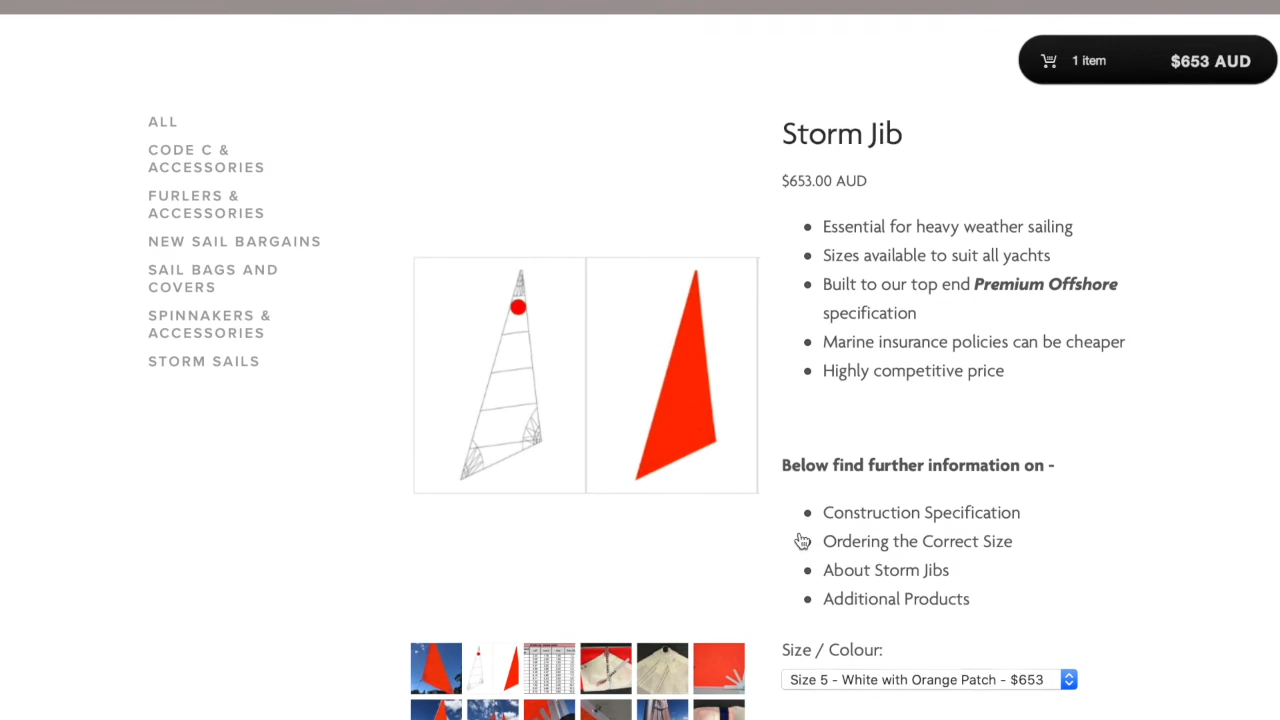 1 item $653 AUD
ALL
CODE C &
ACCESSORIES
FURLERS &
ACCESSORIES
NEW SAIL BARGAINS
SAIL BAGS AND
COVERS
SPINNAKERS &
ACCESSORIES
STORM SAILS
Storm Jib
$653.00 AUD
Essential for heavy weather sailing
Sizes available to suit all yachts
Built to our top end Premium Offshore
specification
Marine insurance policies can be cheaper
Highly competitive price
Below find further information on -
Construction Specification
Ordering the Correct Size
About Storm Jibs
Additional Products
Size / Colour:
Size 5 - White with Orange Patch - $653